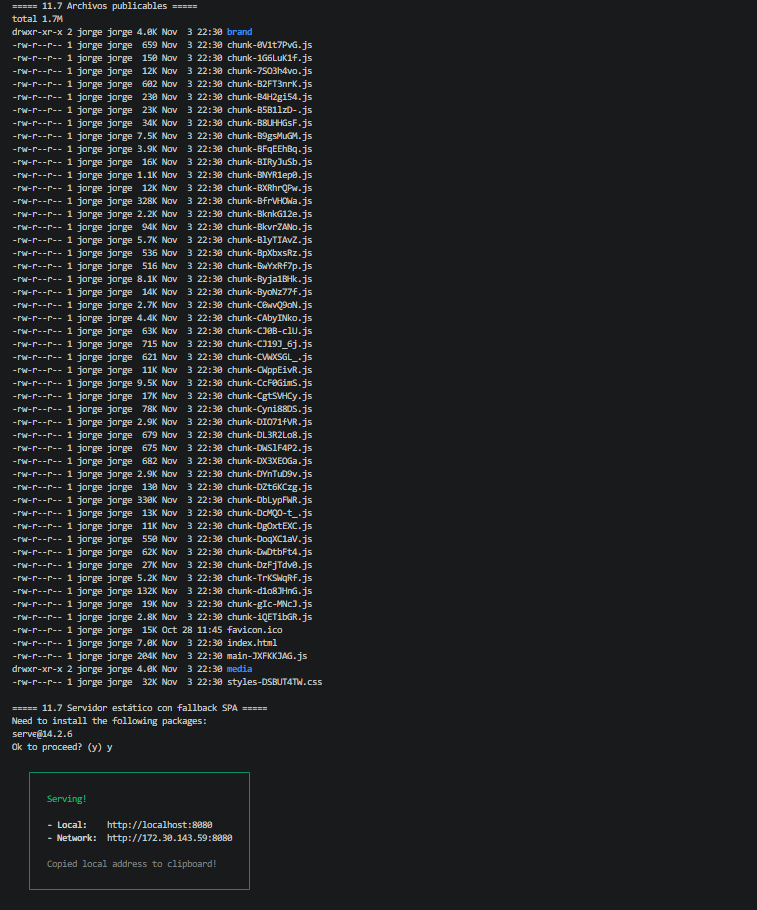 ===== 11.7 Archivos publicables =====
total 1.7M
drwxr-xr-x 2 jorge jorge 4.0K Nov  3 22:30 brand
-rw-r--r-- 1 jorge jorge  659 Nov  3 22:30 chunk-0V1t7PvG.js
-rw-r--r-- 1 jorge jorge  150 Nov  3 22:30 chunk-1G6LuK1f.js
-rw-r--r-- 1 jorge jorge  12K Nov  3 22:30 chunk-7SO3h4vo.js
-rw-r--r-- 1 jorge jorge  602 Nov  3 22:30 chunk-B2FT3nrK.js
-rw-r--r-- 1 jorge jorge  230 Nov  3 22:30 chunk-B4H2gi54.js
-rw-r--r-- 1 jorge jorge  23K Nov  3 22:30 chunk-B5B1lzD-.js
-rw-r--r-- 1 jorge jorge  34K Nov  3 22:30 chunk-B8UHHGsF.js
-rw-r--r-- 1 jorge jorge 7.5K Nov  3 22:30 chunk-B9gsMuGM.js
-rw-r--r-- 1 jorge jorge 3.9K Nov  3 22:30 chunk-BFqEEhBq.js
-rw-r--r-- 1 jorge jorge  16K Nov  3 22:30 chunk-BIRyJuSb.js
-rw-r--r-- 1 jorge jorge 1.1K Nov  3 22:30 chunk-BNYR1ep0.js
-rw-r--r-- 1 jorge jorge  12K Nov  3 22:30 chunk-BXRhrQPw.js
-rw-r--r-- 1 jorge jorge 328K Nov  3 22:30 chunk-BfrVHOWa.js
-rw-r--r-- 1 jorge jorge 2.2K Nov  3 22:30 chunk-BknkG12e.js
-rw-r--r-- 1 jorge jorge  94K Nov  3 22:30 chunk-BkvrZANo.js
-rw-r--r-- 1 jorge jorge 5.7K Nov  3 22:30 chunk-BlyTIAvZ.js
-rw-r--r-- 1 jorge jorge  536 Nov  3 22:30 chunk-BpXbxsRz.js
-rw-r--r-- 1 jorge jorge  516 Nov  3 22:30 chunk-BwYxRf7p.js
-rw-r--r-- 1 jorge jorge 8.1K Nov  3 22:30 chunk-Byja1BHk.js
-rw-r--r-- 1 jorge jorge  14K Nov  3 22:30 chunk-ByoNz77f.js
-rw-r--r-- 1 jorge jorge 2.7K Nov  3 22:30 chunk-C0wvQ9oN.js
-rw-r--r-- 1 jorge jorge 4.4K Nov  3 22:30 chunk-CAbyINko.js
-rw-r--r-- 1 jorge jorge  63K Nov  3 22:30 chunk-CJ0B-clU.js
-rw-r--r-- 1 jorge jorge  715 Nov  3 22:30 chunk-CJ19J_6j.js
-rw-r--r-- 1 jorge jorge  621 Nov  3 22:30 chunk-CVWXSGL_.js
-rw-r--r-- 1 jorge jorge  11K Nov  3 22:30 chunk-CWppEivR.js
-rw-r--r-- 1 jorge jorge 9.5K Nov  3 22:30 chunk-CcF0GimS.js
-rw-r--r-- 1 jorge jorge  17K Nov  3 22:30 chunk-CgtSVHCy.js
-rw-r--r-- 1 jorge jorge  78K Nov  3 22:30 chunk-Cyni88DS.js
-rw-r--r-- 1 jorge jorge 2.9K Nov  3 22:30 chunk-DIO71fVR.js
-rw-r--r-- 1 jorge jorge  679 Nov  3 22:30 chunk-DL3R2Lo8.js
-rw-r--r-- 1 jorge jorge  675 Nov  3 22:30 chunk-DWSlF4P2.js
-rw-r--r-- 1 jorge jorge  682 Nov  3 22:30 chunk-DX3XEOGa.js
-rw-r--r-- 1 jorge jorge 2.9K Nov  3 22:30 chunk-DYnTuD9v.js
-rw-r--r-- 1 jorge jorge  130 Nov  3 22:30 chunk-DZt6KCzg.js
-rw-r--r-- 1 jorge jorge 330K Nov  3 22:30 chunk-DbLypFWR.js
-rw-r--r-- 1 jorge jorge  13K Nov  3 22:30 chunk-DcMQO-t_.js
-rw-r--r-- 1 jorge jorge  11K Nov  3 22:30 chunk-DgOxtEXC.js
-rw-r--r-- 1 jorge jorge  550 Nov  3 22:30 chunk-DoqXC1aV.js
-rw-r--r-- 1 jorge jorge  62K Nov  3 22:30 chunk-DwDtbFt4.js
-rw-r--r-- 1 jorge jorge  27K Nov  3 22:30 chunk-DzFjTdv0.js
-rw-r--r-- 1 jorge jorge 5.2K Nov  3 22:30 chunk-TrKSWqRf.js
-rw-r--r-- 1 jorge jorge 132K Nov  3 22:30 chunk-d1o8JHnG.js
-rw-r--r-- 1 jorge jorge  19K Nov  3 22:30 chunk-gIc-MNcJ.js
-rw-r--r-- 1 jorge jorge 2.8K Nov  3 22:30 chunk-iQETibGR.js
-rw-r--r-- 1 jorge jorge  15K Oct 28 11:45 favicon.ico
-rw-r--r-- 1 jorge jorge 7.0K Nov  3 22:30 index.html
-rw-r--r-- 1 jorge jorge 204K Nov  3 22:30 main-JXFKKJAG.js
drwxr-xr-x 2 jorge jorge 4.0K Nov  3 22:30 media
-rw-r--r-- 1 jorge jorge  32K Nov  3 22:30 styles-DSBUT4TW.css
===== 11.7 Servidor estático con fallback SPA =====
Need to install the following packages:
serve@14.2.6
Ok to proceed? (y) y
Serving!
- Local:    http://localhost:8080
- Network:  http://172.30.143.59:8080
Copied local address to clipboard!